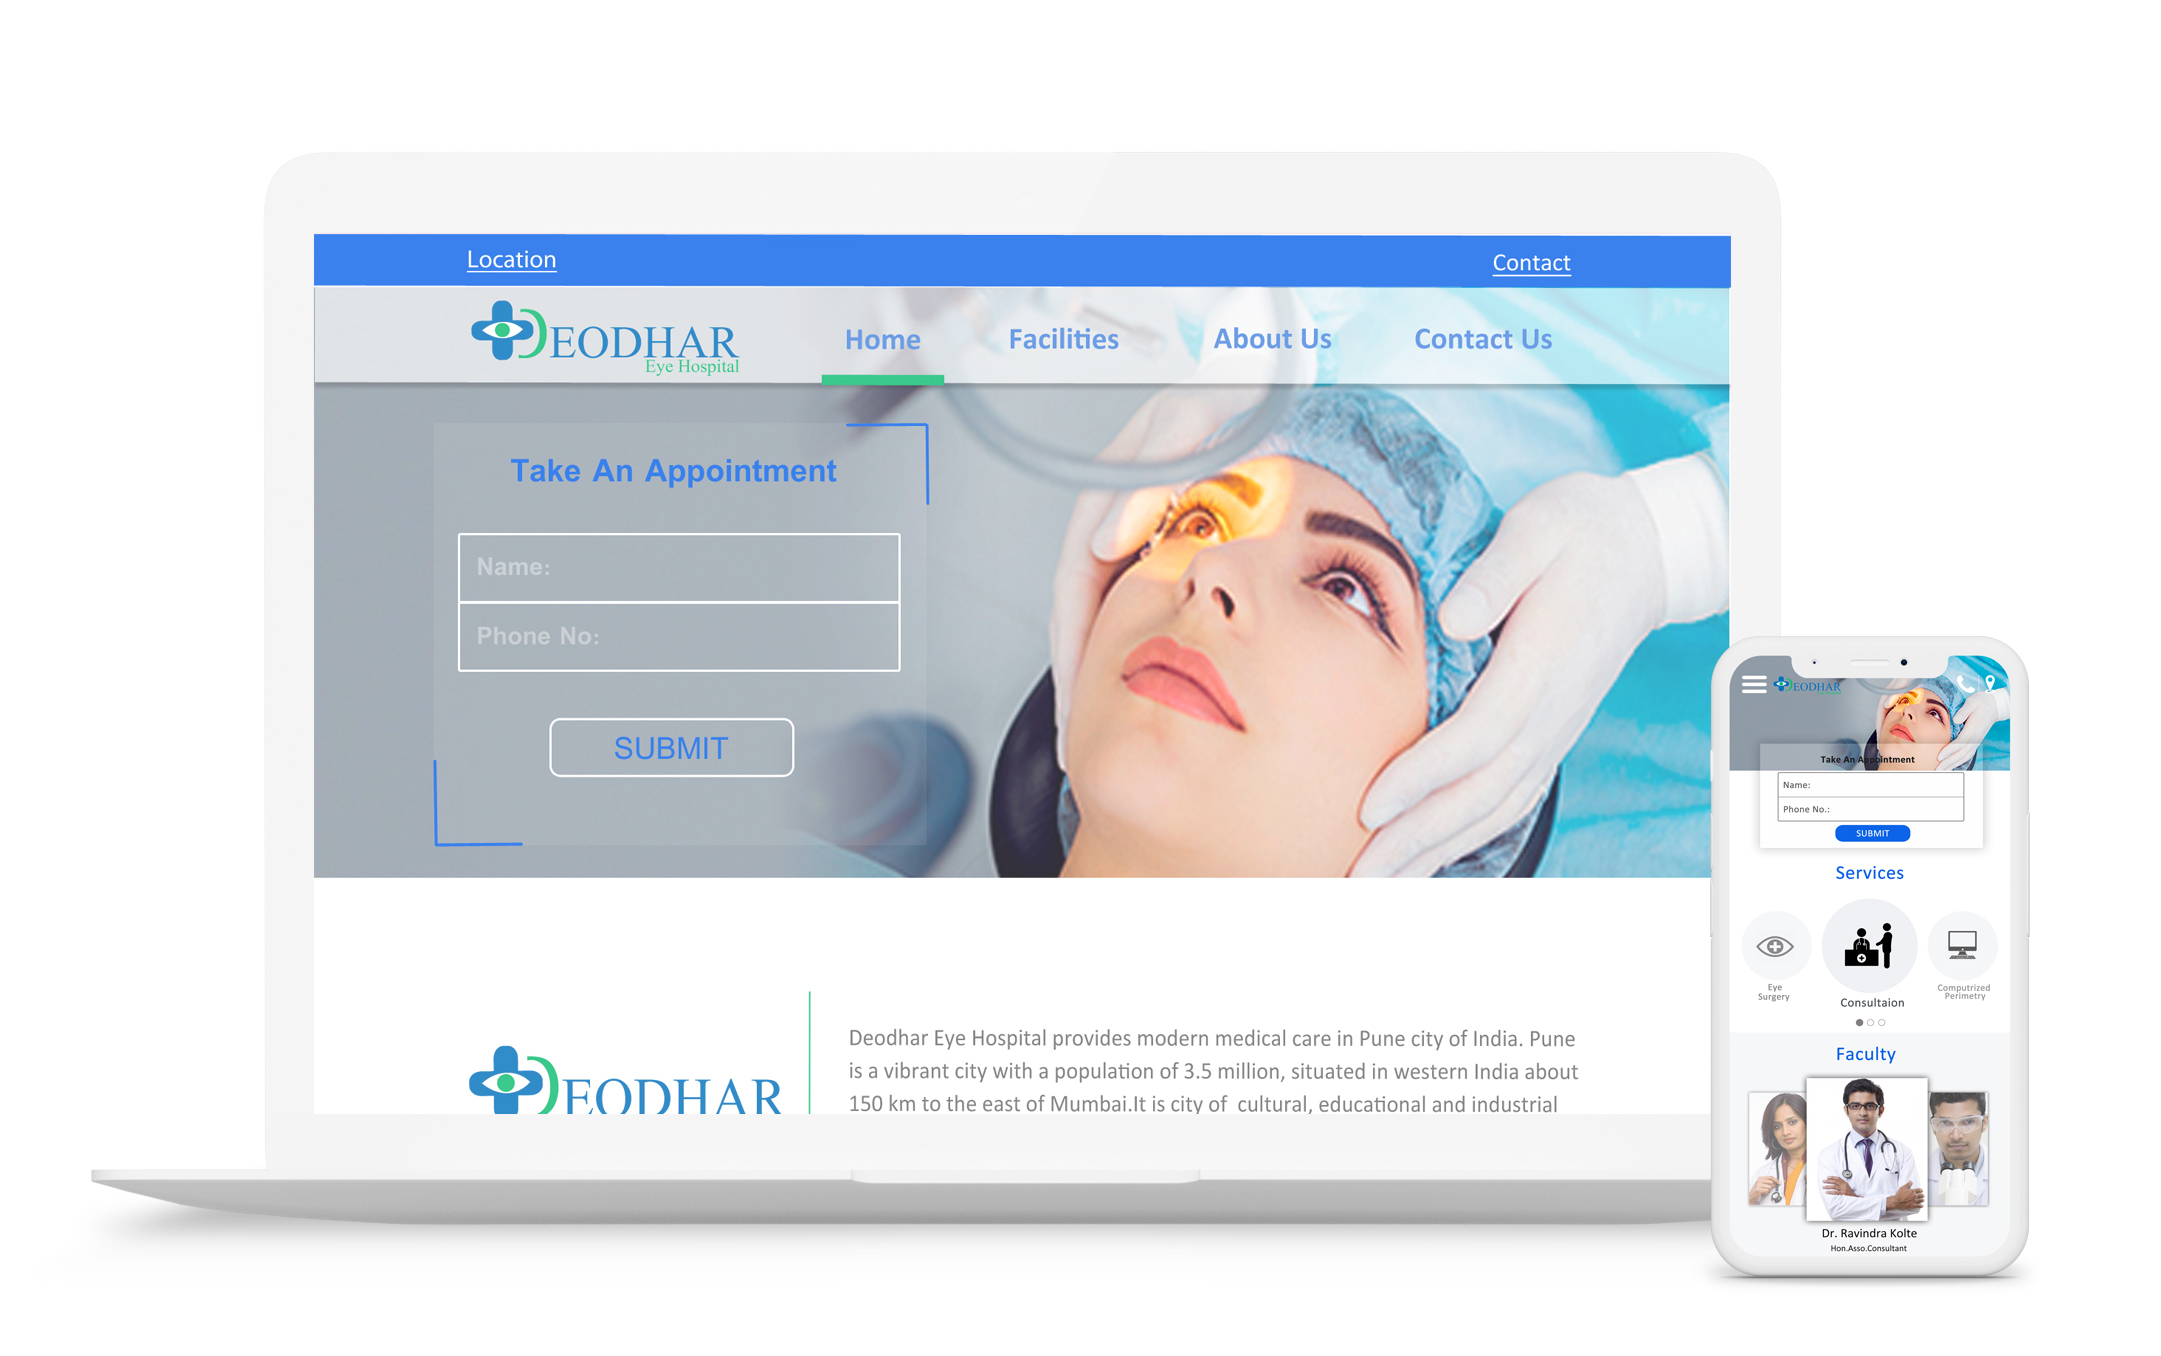 Location
Contact
DEODHAR
Eye Hospital
Home
Facilities
About Us
Contact Us
Take An Appointment
Name:
Phone No:
SUBMIT
DEODHAR
Deodhar Eye Hospital provides modern medical care in Pune city of India. Pune
is a vibrant city with a population of 3.5 million, situated in western India about
150 km to the east of Mumbai.It is city of cultural, educational and industrial
DEODHAR
Take An Appointment
Name:
Phone No.:
SUBMIT
Services
Eye
Surgery
Consultaion
Computrized
Perimetry
Faculty
Dr. Ravindra Kolte
Hon.Asso.Consultant